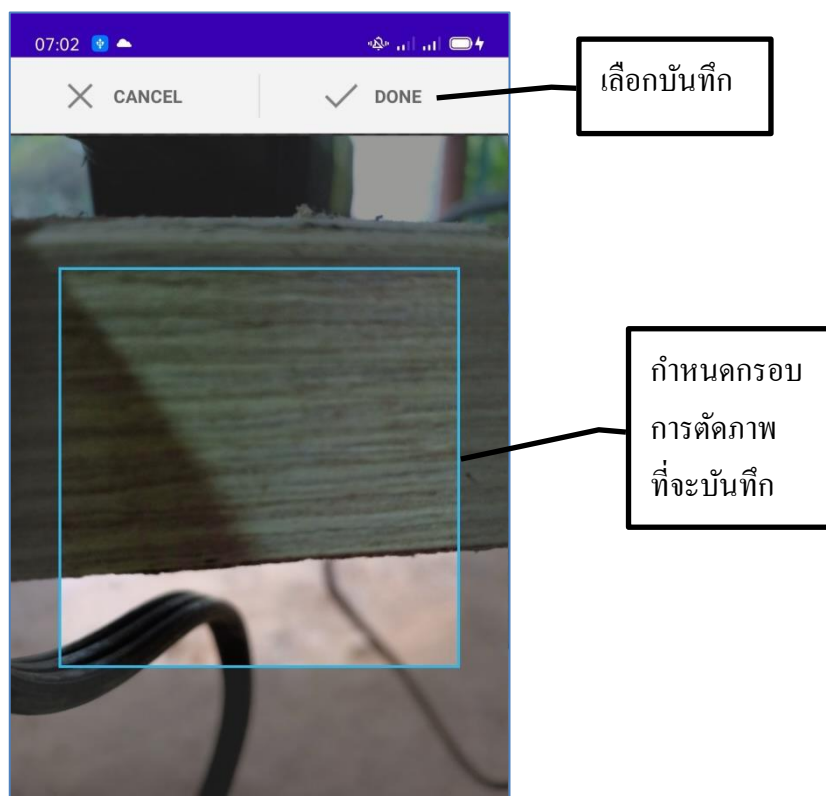 07:02
CANCEL
DONE
เลือกบันทึก
กำหนดกรอบ
การตัดภาพ
ที่จะบันทึก